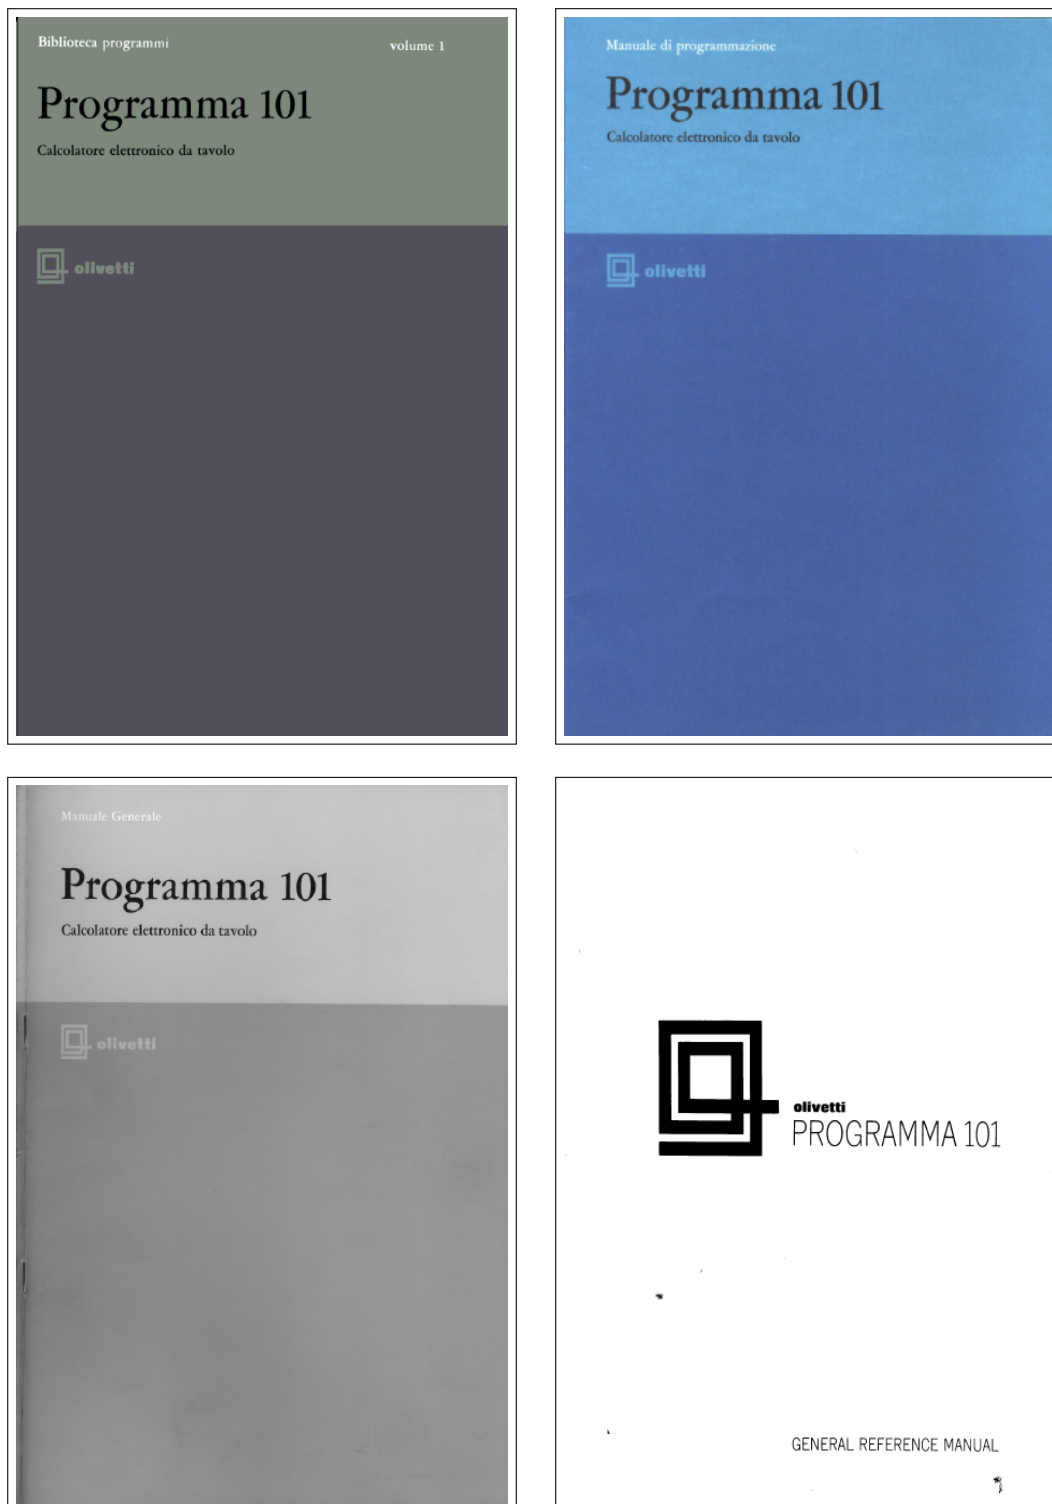 Biblioteca programmi
volume 1
Programma 101
Calcolatore elettronico da tavolo
olivetti
Manuale di programmazione
Programma 101
Calcolatore elettronico da tavolo
olivetti
Manuale Generale
Programma 101
Calcolatore elettronico da tavolo
olivetti
olivetti
PROGRAMMA 101
GENERAL REFERENCE MANUAL